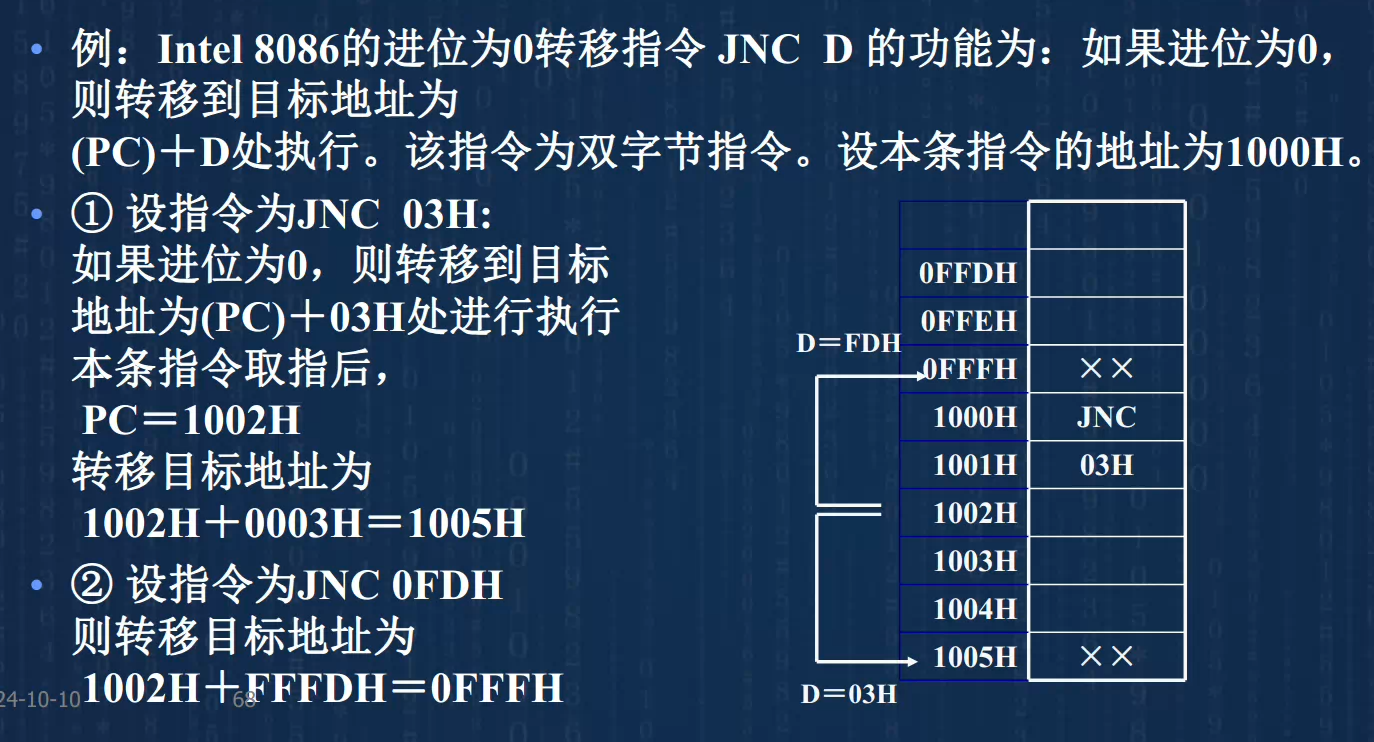 • 例：Intel 8086的进位为0转移指令 JNC D 的功能为：如果进位为0，
则转移到目标地址为
(PC)＋D处执行。该指令为双字节指令。设本条指令的地址为1000H。
• ① 设指令为JNC 03H:
如果进位为0，则转移到目标
地址为(PC)＋03H处进行执行
本条指令取指后，
PC＝1002H
转移目标地址为
1002H＋0003H＝1005H
• ② 设指令为JNC 0FDH
则转移目标地址为
1002H＋FFFDH＝0FFFH
24-10-10
68
0FFDH
0FFEH
D＝FDH
0FFFH ××
1000H JNC
1001H 03H
1002H
1003H
1004H
1005H ××
D＝03H